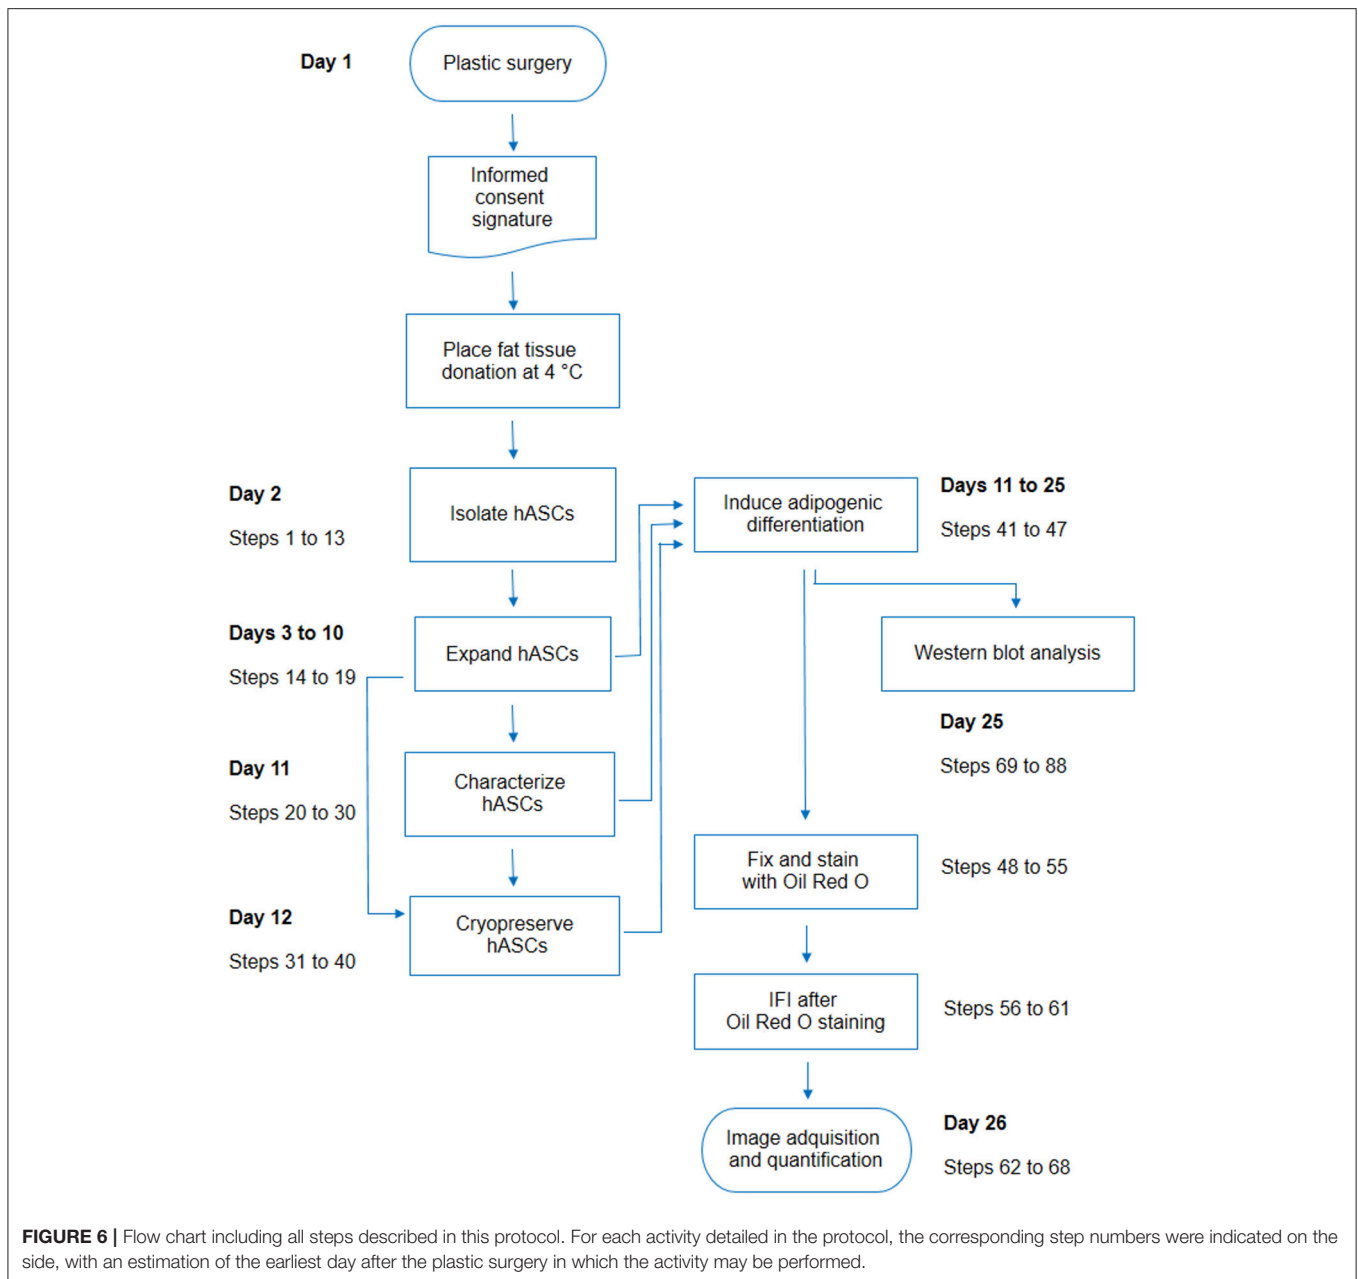 Day 1
Plastic surgery
Informed
consent
signature
Place fat tissue
donation at 4 °C
Day 2
Steps 1 to 13
Isolate hASCs
Induce adipogenic
differentiation
Days 11 to 25
Steps 41 to 47
Days 3 to 10
Steps 14 to 19
Expand hASCs
Western blot analysis
Day 25
Steps 69 to 88
Day 11
Steps 20 to 30
Characterize
hASCs
Fix and stain
with Oil Red O
Steps 48 to 55
Day 12
Steps 31 to 40
Cryopreserve
hASCs
IFI after
Oil Red O staining
Steps 56 to 61
Image adquisition
and quantification
Day 26
Steps 62 to 68
FIGURE 6 | Flow chart including all steps described in this protocol. For each activity detailed in the protocol, the corresponding step numbers were indicated on the
side, with an estimation of the earliest day after the plastic surgery in which the activity may be performed.